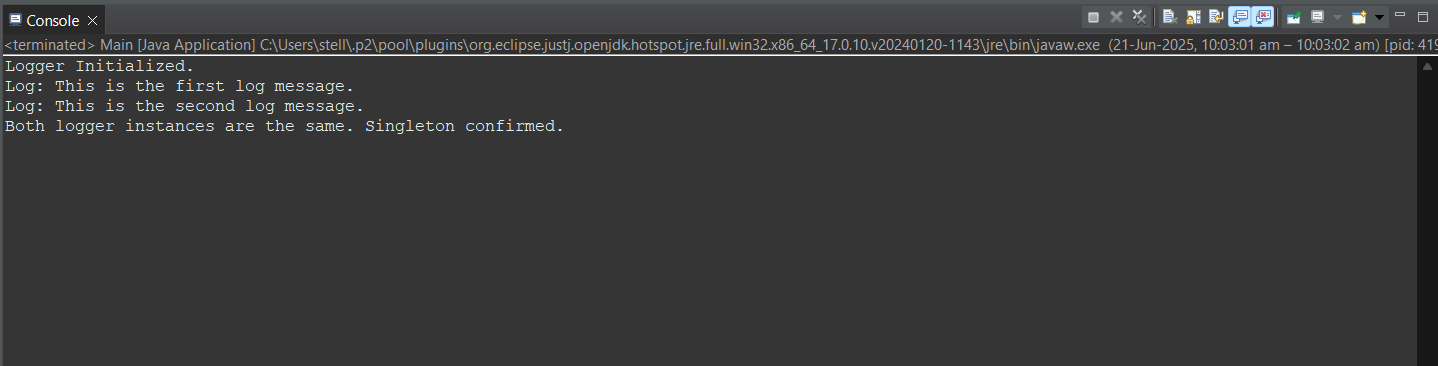 Console
<terminated> Main [Java Application] C:\Users\stell\.p2\pool\plugins\org.eclipse.justj.openjdk.hotspot.jre.full.win32.x86_64_17.0.10.v20240120-1143\jre\bin\javaw.exe (21-Jun-2025, 10:03:01 am – 10:03:02 am) [pid: 419
Logger Initialized.
Log: This is the first log message.
Log: This is the second log message.
Both logger instances are the same. Singleton confirmed.